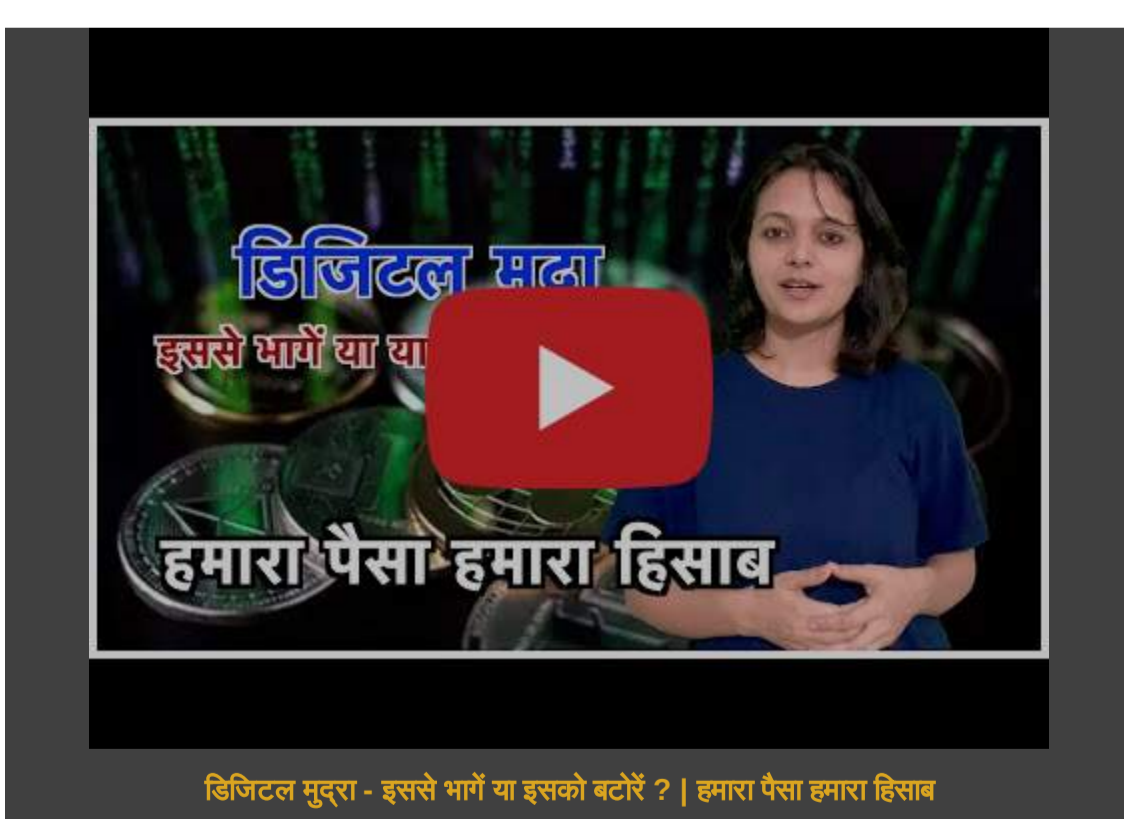 डिजिटल मुद्रा
इससे भागें या
हमारा पैसा हमारा हिसाब
डिजिटल मुद्रा - इससे भागें या इसको बटोरें ? | हमारा पैसा हमारा हिसाब